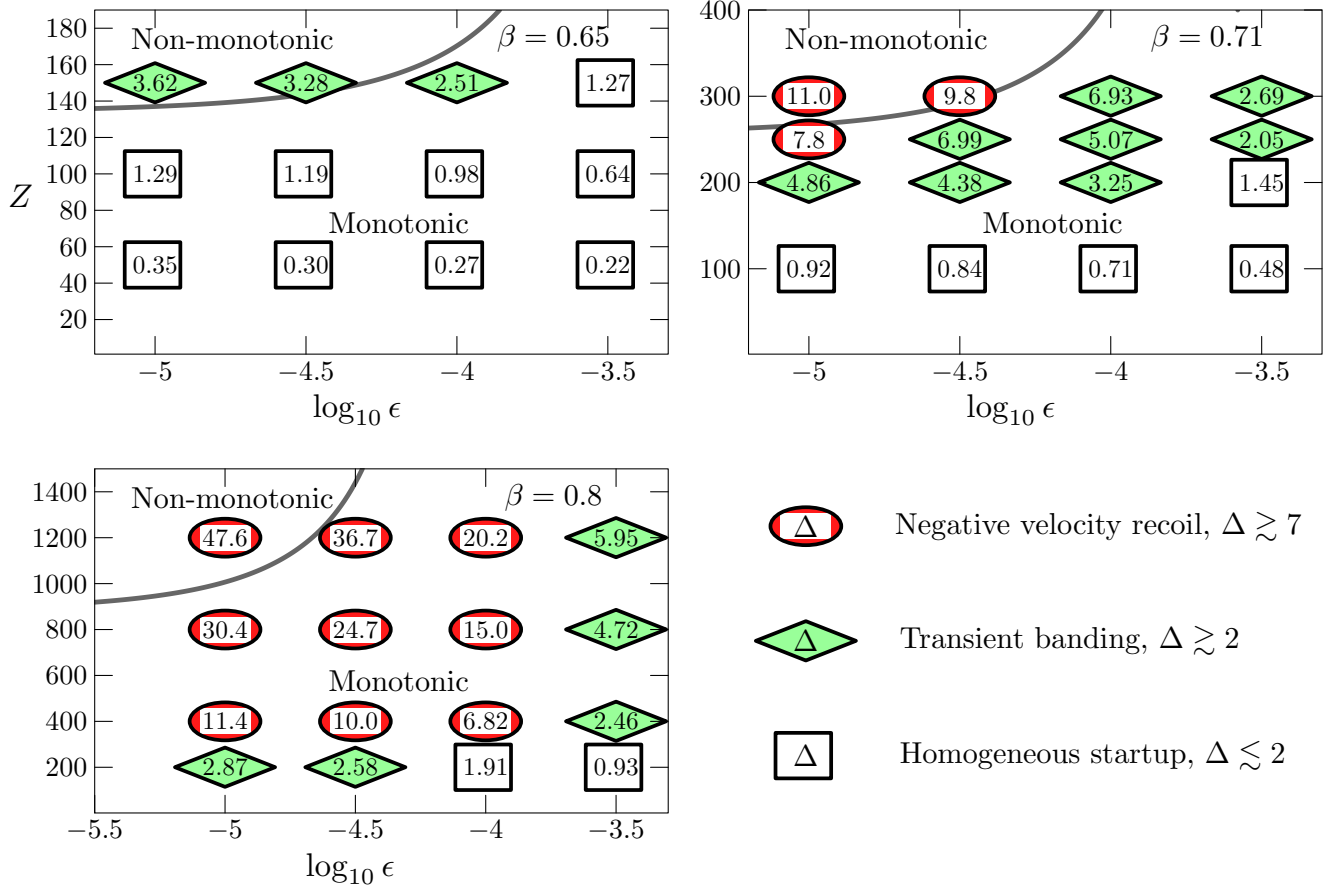 180
Non-monotonic
β = 0.65
160
3.62 3.28 2.51 1.27
140
120
100
1.29 1.19 0.98 0.64
Z
80
Monotonic
60
0.35 0.30 0.27 0.22
40
20
−5 −4.5 −4 −3.5
log₁₀ ϵ
400
Non-monotonic
β = 0.71
300
11.0 9.8 6.93 2.69
7.8 6.99 5.07 2.05
200
4.86 4.38 3.25 1.45
Monotonic
100
0.92 0.84 0.71 0.48
−5 −4.5 −4 −3.5
log₁₀ ϵ
1400
Non-monotonic
β = 0.8
1200
47.6 36.7 20.2 5.95
1000
800
30.4 24.7 15.0 4.72
600
Monotonic
400
11.4 10.0 6.82 2.46
200
2.87 2.58 1.91 0.93
−5.5 −5 −4.5 −4 −3.5
log₁₀ ϵ
Δ Negative velocity recoil, Δ ≳ 7
Δ Transient banding, Δ ≳ 2
Δ Homogeneous startup, Δ ≲ 2